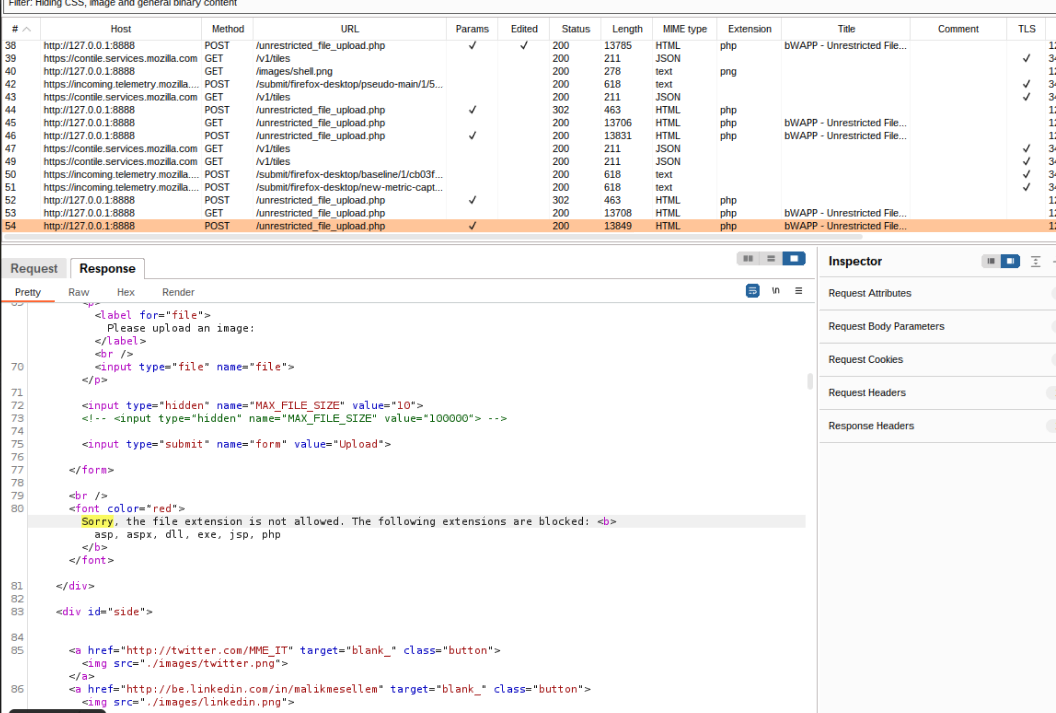 Filter: Hiding CSS, image and general binary content
# Host Method URL Params Edited Status Length MIME type Extension Title Comment TLS
38 http://127.0.0.1:8888 POST /unrestricted_file_upload.php ✓ ✓ 200 13785 HTML php bWAPP - Unrestricted File...
39 https://contile.services.mozilla.com GET /v1/tiles 200 211 JSON ✓ 34
40 http://127.0.0.1:8888 GET /images/shell.png 200 278 text png 12
42 https://incoming.telemetry.mozilla.... POST /submit/firefox-desktop/pseudo-main/1/5... 200 618 text ✓ 34
43 https://contile.services.mozilla.com GET /v1/tiles 200 211 JSON ✓ 34
44 http://127.0.0.1:8888 POST /unrestricted_file_upload.php ✓ 302 463 HTML php 12
45 http://127.0.0.1:8888 GET /unrestricted_file_upload.php 200 13706 HTML php bWAPP - Unrestricted File... 12
46 http://127.0.0.1:8888 POST /unrestricted_file_upload.php ✓ 200 13831 HTML php bWAPP - Unrestricted File... 12
47 https://contile.services.mozilla.com GET /v1/tiles 200 211 JSON ✓ 34
49 https://contile.services.mozilla.com GET /v1/tiles 200 211 JSON ✓ 34
50 https://incoming.telemetry.mozilla.... POST /submit/firefox-desktop/baseline/1/cb03f... 200 618 text ✓ 34
51 https://incoming.telemetry.mozilla.... POST /submit/firefox-desktop/new-metric-capt... 200 618 text ✓ 34
52 http://127.0.0.1:8888 POST /unrestricted_file_upload.php ✓ 302 463 HTML php 12
53 http://127.0.0.1:8888 GET /unrestricted_file_upload.php 200 13708 HTML php bWAPP - Unrestricted File... 12
54 http://127.0.0.1:8888 POST /unrestricted_file_upload.php ✓ 200 13849 HTML php bWAPP - Unrestricted File... 12
Request Response
Pretty Raw Hex Render \n
<p>
<label for="file">
Please upload an image:
</label>
<br />
70 <input type="file" name="file">
</p>
71
72 <input type="hidden" name="MAX_FILE_SIZE" value="10">
73 <!-- <input type="hidden" name="MAX_FILE_SIZE" value="100000"> -->
74
75 <input type="submit" name="form" value="Upload">
76
77 </form>
78
79 <br />
80 <font color="red">
Sorry, the file extension is not allowed. The following extensions are blocked: <b>
asp, aspx, dll, exe, jsp, php
</b>
</font>
81 </div>
82
83 <div id="side">
84
85 <a href="http://twitter.com/MME_IT" target="blank_" class="button">
<img src="./images/twitter.png">
</a>
86 <a href="http://be.linkedin.com/in/malikmesellem" target="blank_" class="button">
<img src="./images/linkedin.png">
Inspector
Request Attributes
Request Body Parameters
Request Cookies
Request Headers
Response Headers